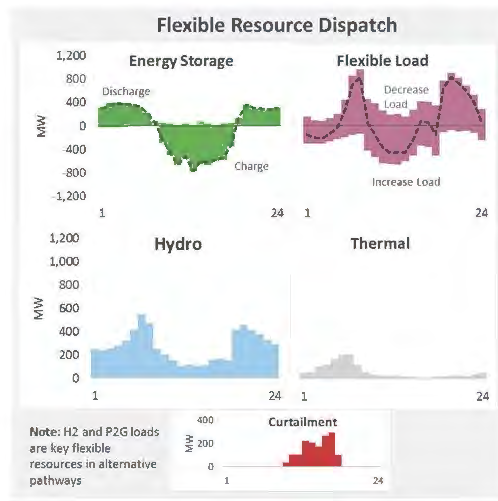 Flexible Resource Dispatch
Energy Storage
1,200
800
400
0
-400
-800
-1,200
MW
Discharge
Charge
1
24
Flexible Load
Decrease
Load
Increase Load
1
24
Hydro
1,200
1,000
800
600
400
200
0
MW
1
24
Thermal
1
24
Note: H2 and P2G loads
are key flexible
resources in alternative
pathways
Curtailment
400
200
0
MW
1
24